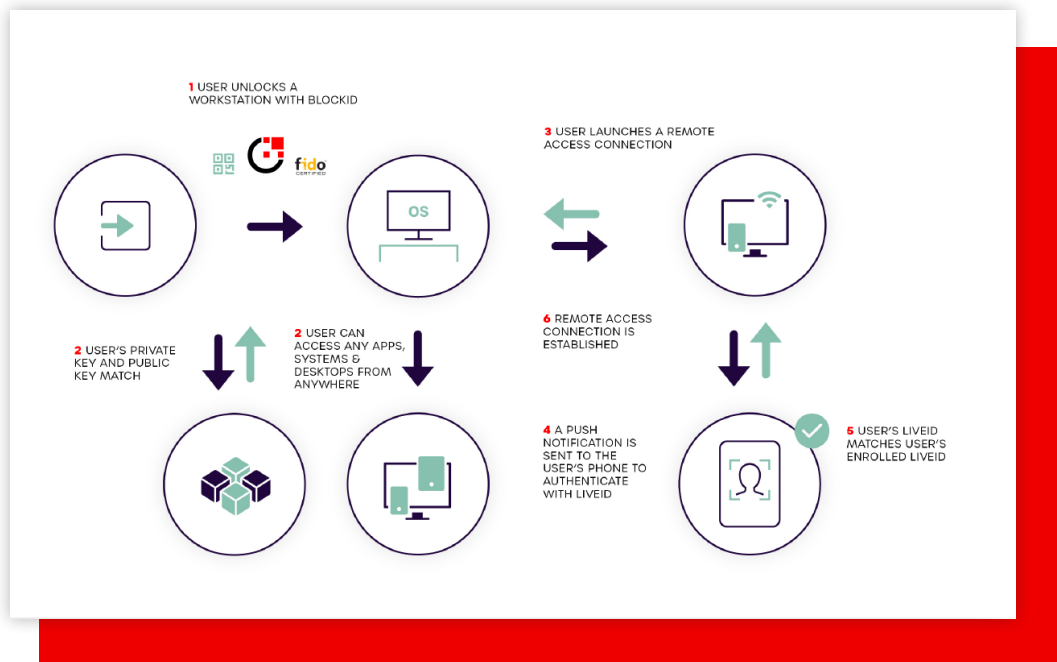 1 USER UNLOCKS A
WORKSTATION WITH BLOCKID
fido
CERTIFIED
OS
3 USER LAUNCHES A REMOTE
ACCESS CONNECTION
2 USER'S PRIVATE
KEY AND PUBLIC
KEY MATCH
2 USER CAN
ACCESS ANY APPS,
SYSTEMS &
DESKTOPS FROM
ANYWHERE
6 REMOTE ACCESS
CONNECTION IS
ESTABLISHED
4 A PUSH
NOTIFICATION IS
SENT TO THE
USER'S PHONE TO
AUTHENTICATE
WITH LIVEID
5 USER'S LIVEID
MATCHES USER'S
ENROLLED LIVEID